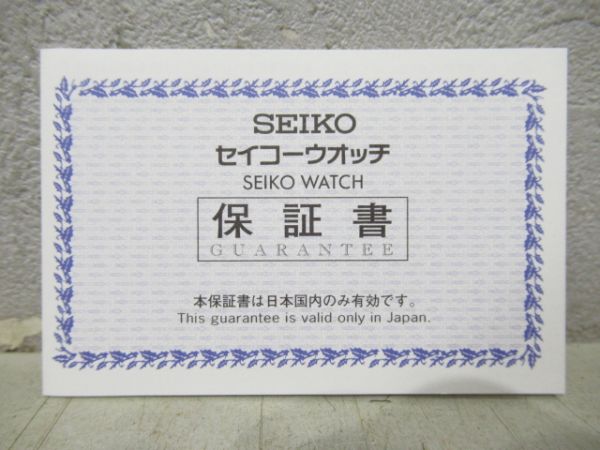 SEIKO
セイコーウオッチ
SEIKO WATCH
保証書
GUARANTEE
本保証書は日本国内のみ有効です。
This guarantee is valid only in Japan.